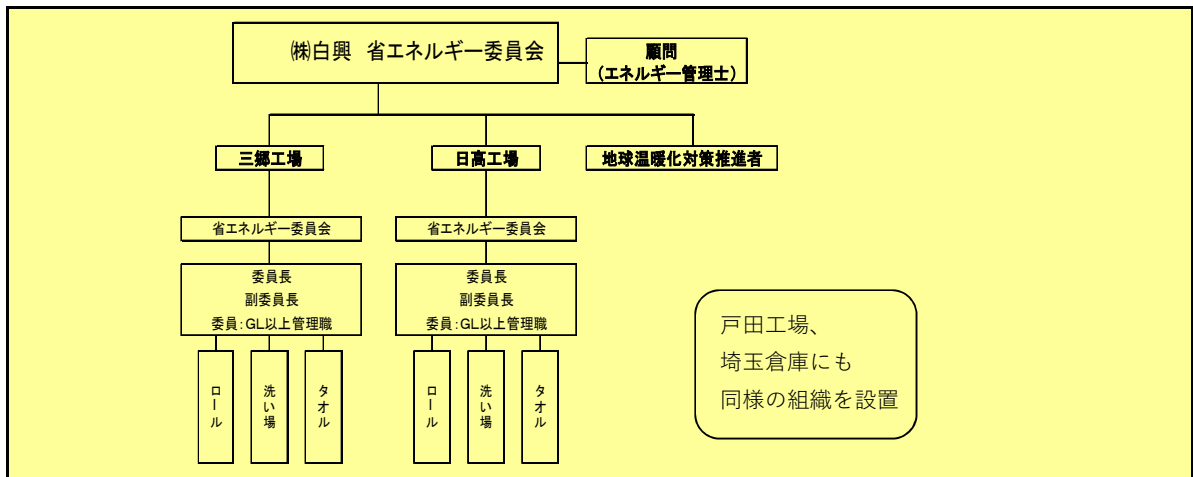 ㈱白興 省エネルギー委員会
顧問
(エネルギー管理士)
三郷工場
日高工場
地球温暖化対策推進者
省エネルギー委員会
省エネルギー委員会
委員長
副委員長
委員:GL以上管理職
委員長
副委員長
委員:GL以上管理職
ロール
洗い場
タオル
ロール
洗い場
タオル
戸田工場、
埼玉倉庫にも
同様の組織を設置